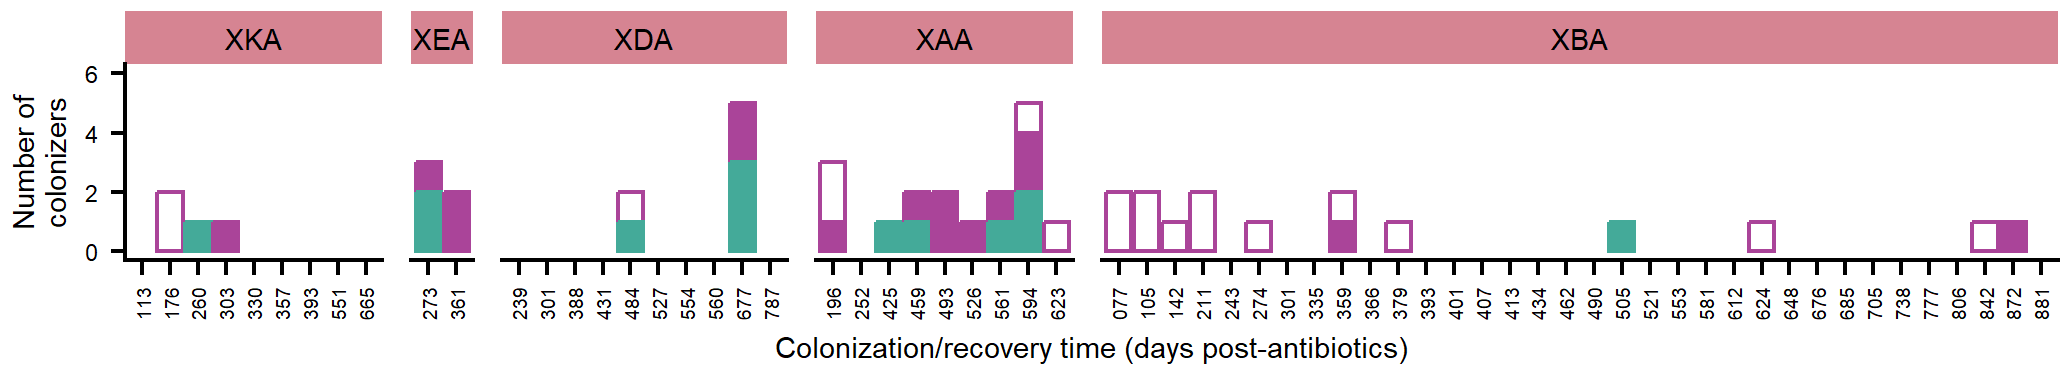 XKA XEA XDA XAA XBA
Number of
colonizers
6
4
2
0
113 176 260 303 330 357 393 551 665 273 361 239 301 388 431 484 527 554 560 677 787 196 252 425 459 493 526 561 594 623 077 105 142 211 243 274 301 335 359 366 379 393 401 407 413 434 462 490 505 521 553 581 612 624 648 676 685 705 738 777 806 842 872 881
Colonization/recovery time (days post-antibiotics)